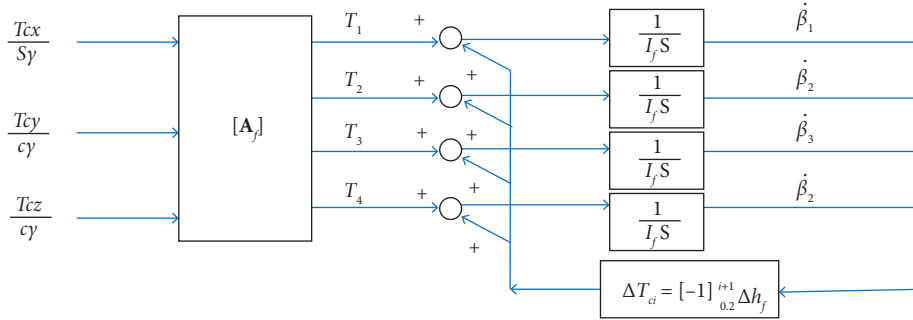 Tcx
Sγ
Tcy
cγ
Tcz
cγ
[A_f]
T_1 +
T_2 + +
T_3 + +
T_4 + +
+
1
I_f S
1
I_f S
1
I_f S
1
I_f S
β̇_1
β̇_2
β̇_3
β̇_2
ΔT_ci = [−1]^{i+1}_{0.2} Δh_f